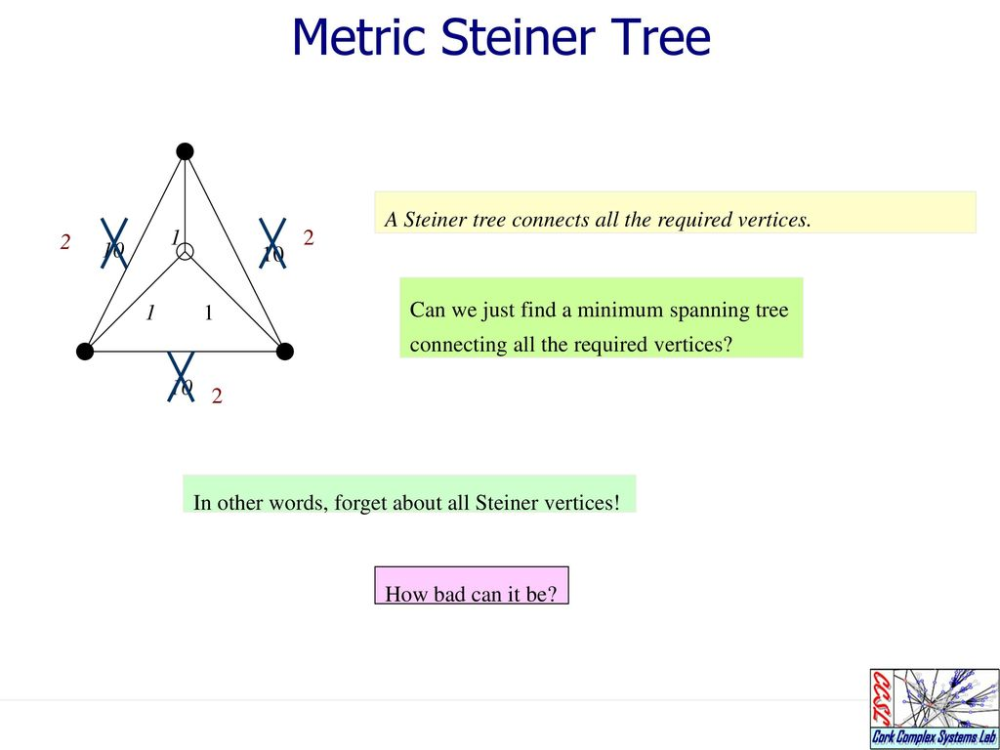 Metric Steiner Tree
A Steiner tree connects all the required vertices.
2
10
1
10
2
1
1
Can we just find a minimum spanning tree
connecting all the required vertices?
10
2
In other words, forget about all Steiner vertices!
How bad can it be?
CCSL
Cork Complex Systems Lab